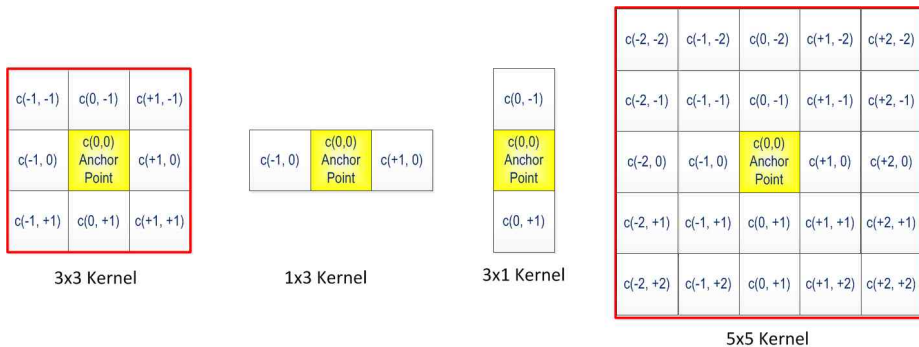 c(-1, -1) c(0, -1) c(+1, -1)
c(-1, 0) c(0,0) Anchor Point c(+1, 0)
c(-1, +1) c(0, +1) c(+1, +1)
3x3 Kernel
c(-1, 0) c(0,0) Anchor Point c(+1, 0)
1x3 Kernel
c(0, -1)
c(0,0)
Anchor
Point
c(0, +1)
3x1 Kernel
c(-2, -2) c(-1, -2) c(0, -2) c(+1, -2) c(+2, -2)
c(-2, -1) c(-1, -1) c(0, -1) c(+1, -1) c(+2, -1)
c(-2, 0) c(-1, 0) c(0,0) Anchor Point c(+1, 0) c(+2, 0)
c(-2, +1) c(-1, +1) c(0, +1) c(+1, +1) c(+2, +1)
c(-2, +2) c(-1, +2) c(0, +1) c(+1, +2) c(+2, +2)
5x5 Kernel